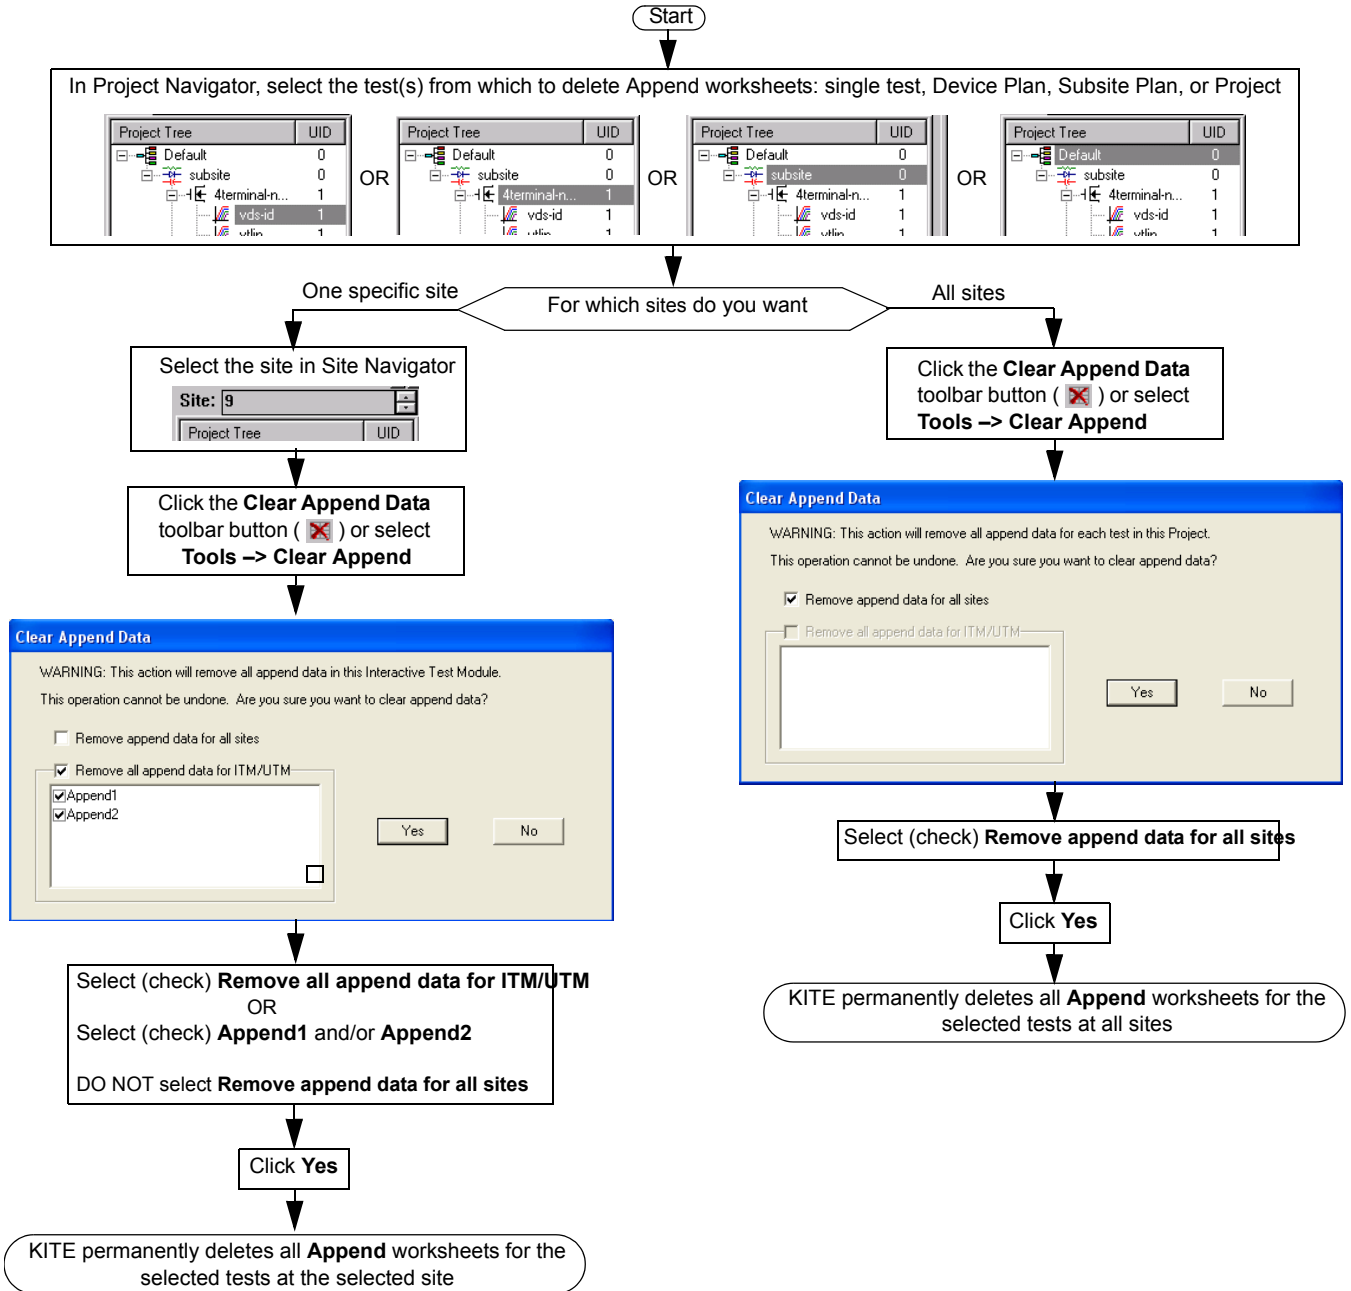 Start
In Project Navigator, select the test(s) from which to delete Append worksheets: single test, Device Plan, Subsite Plan, or Project
Project Tree UID
Default 0
subsite 0
4terminal-n... 1
vds-id 1
vtlin 1
OR
Project Tree UID
Default 0
subsite 0
4terminal-n... 1
vds-id 1
vtlin 1
OR
Project Tree UID
Default 0
subsite 0
4terminal-n... 1
vds-id 1
vtlin 1
OR
Project Tree UID
Default 0
subsite 0
4terminal-n... 1
vds-id 1
vtlin 1
For which sites do you want
One specific site
All sites
Select the site in Site Navigator
Site: 9
Project Tree UID
Click the Clear Append Data
toolbar button ( ) or select
Tools –> Clear Append
Clear Append Data
WARNING: This action will remove all append data in this Interactive Test Module.
This operation cannot be undone. Are you sure you want to clear append data?
Remove append data for all sites
Remove all append data for ITM/UTM
Append1
Append2
Yes No
Select (check) Remove all append data for ITM/UTM
OR
Select (check) Append1 and/or Append2
DO NOT select Remove append data for all sites
Click Yes
KITE permanently deletes all Append worksheets for the
selected tests at the selected site
Click the Clear Append Data
toolbar button ( ) or select
Tools –> Clear Append
Clear Append Data
WARNING: This action will remove all append data for each test in this Project.
This operation cannot be undone. Are you sure you want to clear append data?
Remove append data for all sites
Remove all append data for ITM/UTM
Yes No
Select (check) Remove append data for all sites
Click Yes
KITE permanently deletes all Append worksheets for the
selected tests at all sites